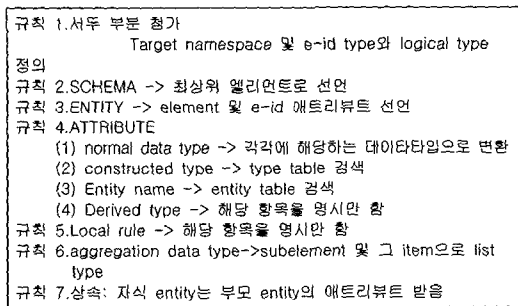 규칙 1.서두 부분 첨가
Target namespace 및 e-id type와 logical type
정의
규칙 2.SCHEMA -> 최상위 엘리먼트로 선언
규칙 3.ENTITY -> element 및 e-id 애트리뷰트 선언
규칙 4.ATTRIBUTE
(1) normal data type -> 각각에 해당하는 데이타타입으로 변환
(2) constructed type -> type table 검색
(3) Entity name -> entity table 검색
(4) Derived type -> 해당 항목을 명시만 함
규칙 5.Local rule -> 해당 항목을 명시만 함
규칙 6.aggregation data type->subelement 및 그 item으로 list
type
규칙 7.상속: 자식 entity는 부모 entity의 애트리뷰트 받음